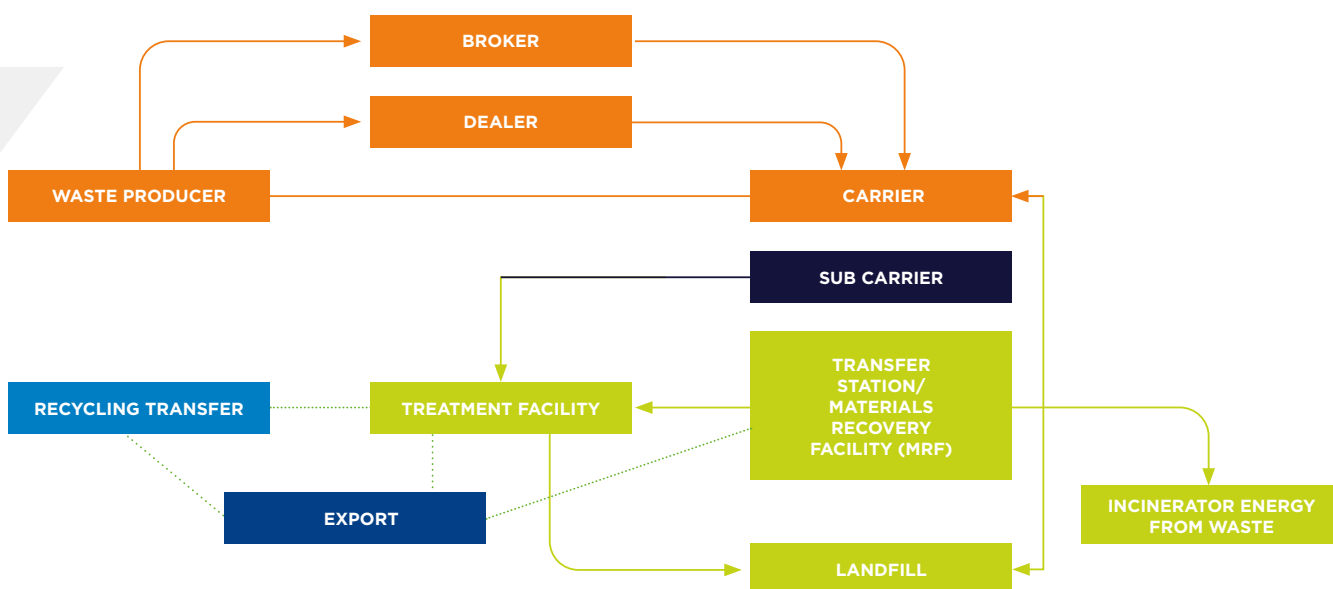 BROKER
DEALER
WASTE PRODUCER
CARRIER
SUB CARRIER
TRANSFER
STATION/
MATERIALS
RECOVERY
FACILITY (MRF)
RECYCLING TRANSFER
TREATMENT FACILITY
EXPORT
INCINERATOR ENERGY
FROM WASTE
LANDFILL